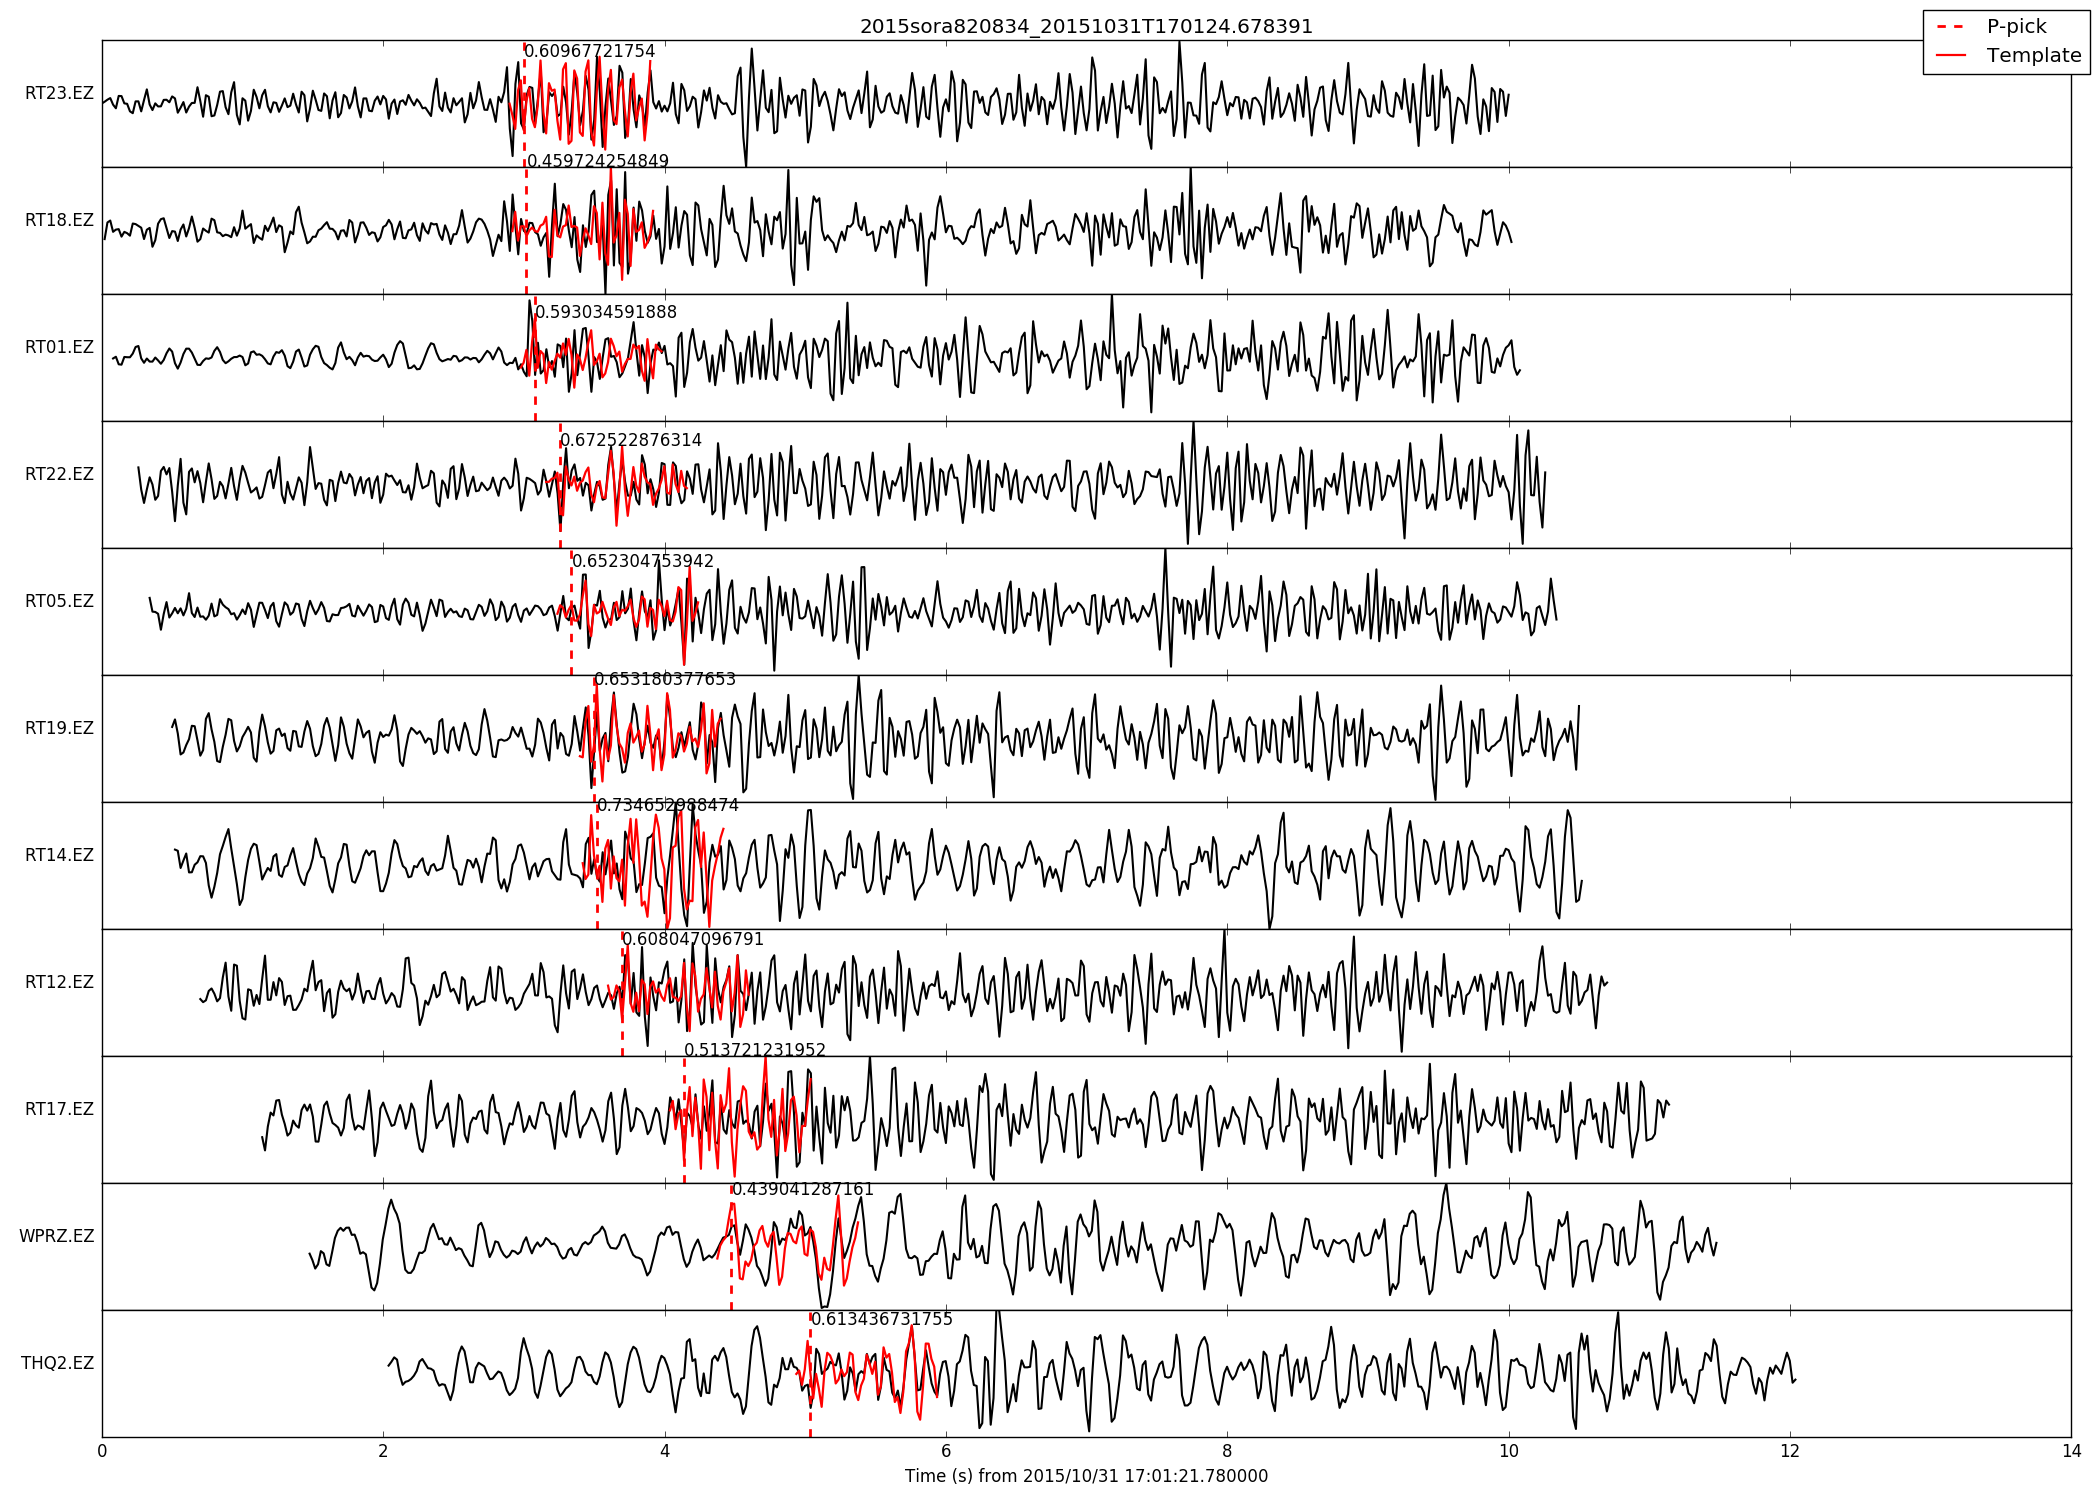 2015sora820834_20151031T170124.678391
P-pick
Template
RT23.EZ
0.60967721754
RT18.EZ
0.459724254849
RT01.EZ
0.593034591888
RT22.EZ
0.672522876314
RT05.EZ
0.652304753942
RT19.EZ
0.653180377653
RT14.EZ
0.734652988474
RT12.EZ
0.608047096791
RT17.EZ
0.513721231952
WPRZ.EZ
0.439041287161
THQ2.EZ
0.613436731755
0 2 4 6 8 10 12 14
Time (s) from 2015/10/31 17:01:21.780000